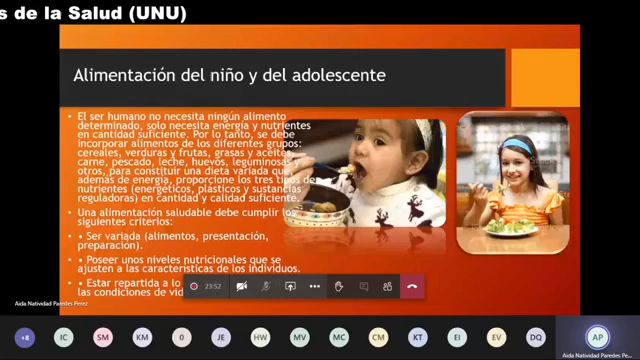 s de la Salud (UNU)
Alimentación del niño y del adolescente
• El ser humano no necesita ningún alimento
determinado, solo necesita energía y nutrientes
en cantidad suficiente. Por lo tanto, se debe
incorporar alimentos de los diferentes grupos:
cereales, verduras y frutas, grasas y aceites,
carne, pescado, leche, huevos, leguminosas y
otros, para constituir una dieta variada que,
además de energía, proporcione los tres tipos de
nutrientes (energéticos, plásticos y sustancias
reguladoras) en cantidad y calidad suficiente.
• Una alimentación saludable debe cumplir los
siguientes criterios:
• • Ser variada (alimentos, presentación,
preparación).
• • Poseer unos niveles nutricionales que se
ajusten a las características de los individuos.
• • Estar repartida a lo
las condiciones de vid
23:52
Aida Natividad Paredes Perez
+8
IC
SM
KM
0
JE
HW
MV
MC
CM
KT
EI
EV
DQ
AP
Aida Natividad Paredes Pe...